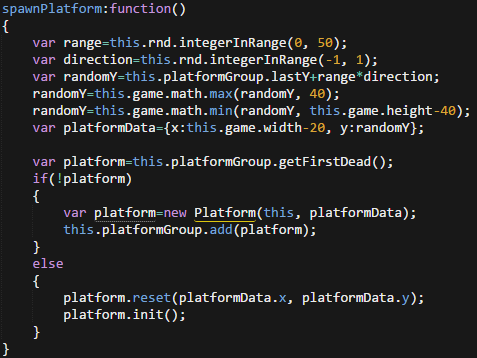 spawnPlatform:function()
{
    var range=this.rnd.integerInRange(0, 50);
    var direction=this.rnd.integerInRange(-1, 1);
    var randomY=this.platformGroup.lastY+range*direction;
    randomY=this.game.math.max(randomY, 40);
    randomY=this.game.math.min(randomY, this.game.height-40);
    var platformData={x:this.game.width-20, y:randomY};

    var platform=this.platformGroup.getFirstDead();
    if(!platform)
    {
        var platform=new Platform(this, platformData);
        this.platformGroup.add(platform);
    }
    else
    {
        platform.reset(platformData.x, platformData.y);
        platform.init();
    }
}